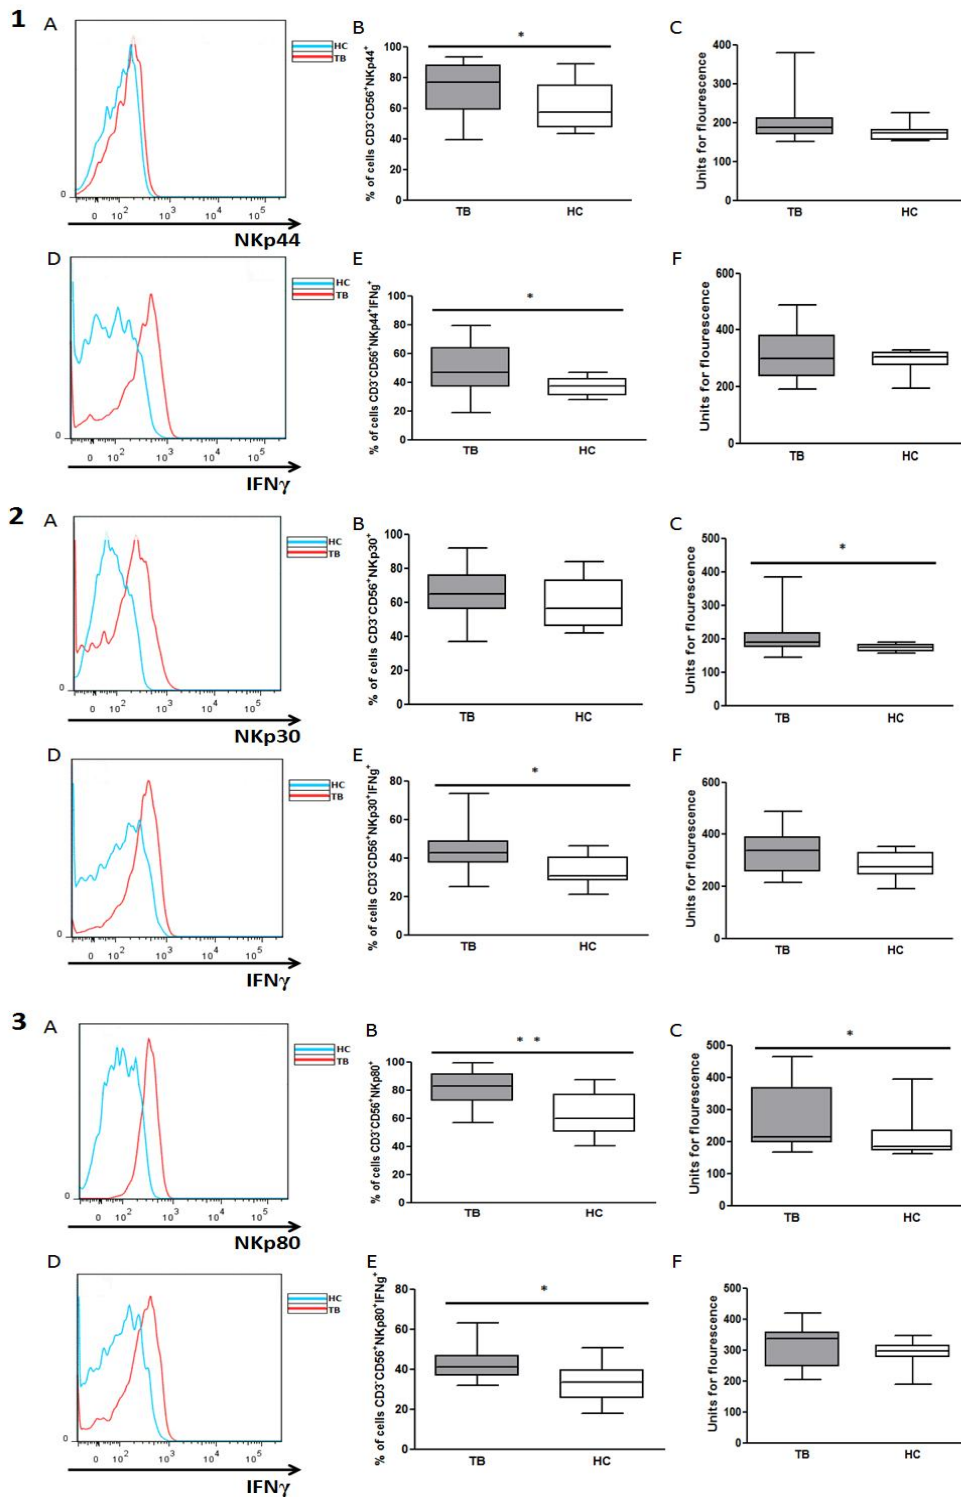 1
A
HC
TB
0
0 10² 10³ 10⁴ 10⁵
NKp44
B
*
% of cells CD3⁻CD56⁺NKp44⁺
100
80
60
40
20
0
TB HC
C
Units for flourescence
400
300
200
100
0
TB HC
D
HC
TB
0
0 10² 10³ 10⁴ 10⁵
IFNγ
E
*
% of cells CD3⁻CD56⁺NKp44⁺IFNg⁺
100
80
60
40
20
0
TB HC
F
Units for flourescence
600
400
200
0
TB HC
2
A
HC
TB
0
0 10² 10³ 10⁴ 10⁵
NKp30
B
% of cells CD3⁻CD56⁺NKp30⁺
100
80
60
40
20
0
TB HC
C
*
Units for flourescence
500
400
300
200
100
0
TB HC
D
HC
TB
0
0 10² 10³ 10⁴ 10⁵
IFNγ
E
*
% of cells CD3⁻CD56⁺NKp30⁺IFNg⁺
80
60
40
20
0
TB HC
F
Units for flourescence
600
400
200
0
TB HC
3
A
HC
TB
0
0 10² 10³ 10⁴ 10⁵
NKp80
B
* *
% of cells CD3⁻CD56⁺NKp80⁺
100
80
60
40
20
0
TB HC
C
*
Units for flourescence
500
400
300
200
100
0
TB HC
D
HC
TB
0
0 10² 10³ 10⁴ 10⁵
IFNγ
E
*
% of cells CD3⁻CD56⁺NKp80⁺IFNg⁺
80
60
40
20
0
TB HC
F
Units for flourescence
500
400
300
200
100
0
TB HC